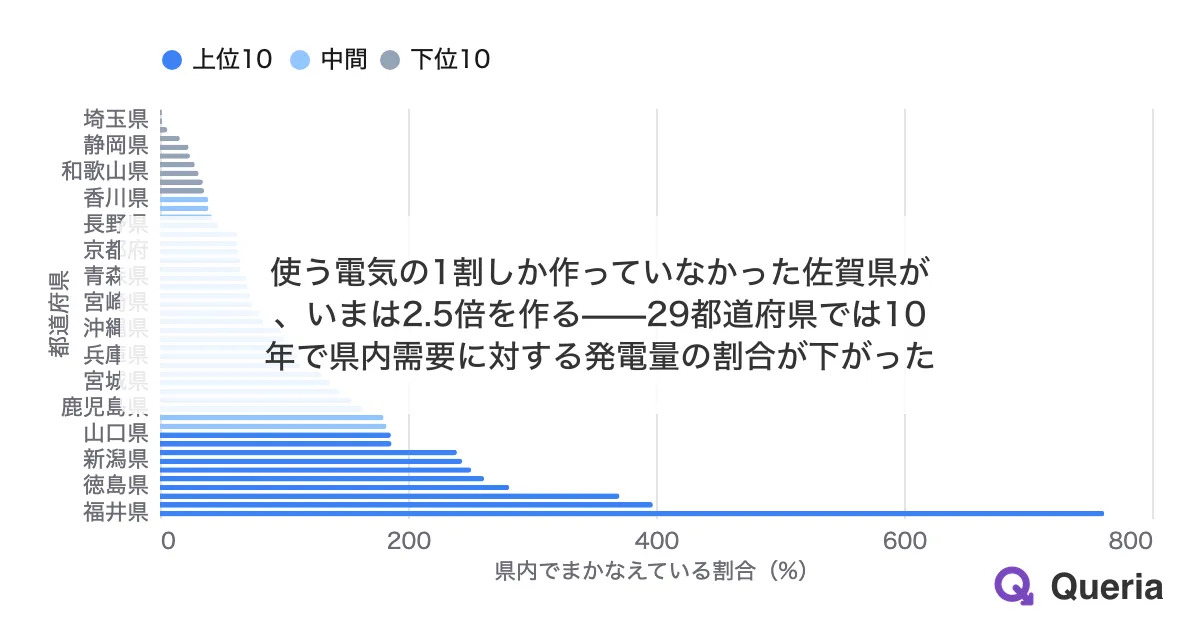 上位10 中間 下位10
埼玉県
静岡県
和歌山県
香川県
長野県
京都府
青森県
宮崎県
沖縄県
兵庫県
宮城県
鹿児島県
山口県
新潟県
徳島県
福井県
都道府県
使う電気の1割しか作っていなかった佐賀県が
、いまは2.5倍を作る——29都道府県では10
年で県内需要に対する発電量の割合が下がった
0 200 400 600 800
県内でまかなえている割合（%）
Queria